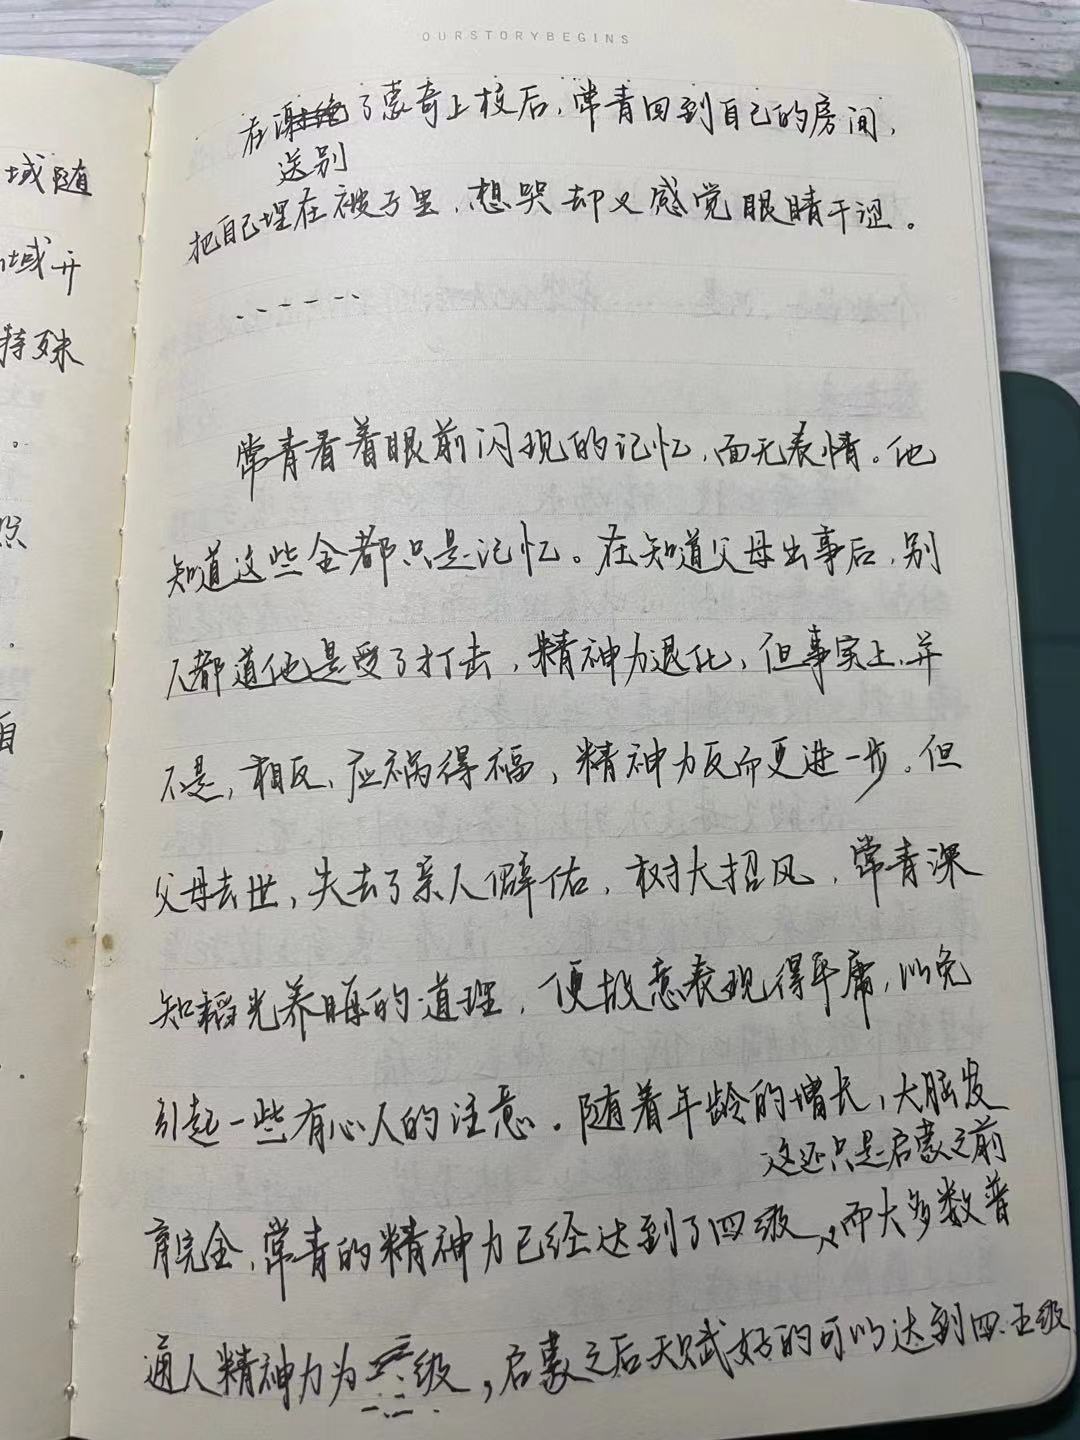 OURSTORYBEGINS
在谢绝了蒙奇上校后，常青回到自己的房间，
送别
把自己埋在被子里，想哭却又感觉眼睛干涩。
······
常青看着眼前闪现的记忆，面无表情。他
知道这些全都只是记忆。在知道父母出事后，别
人都道他是受了打击，精神力退化，但事实上，并
不是，相反，应祸得福，精神力反而更进一步。但
父母去世，失去了亲人僻佑，树大招风，常青深
知韬光养晦的道理，便故意表现得平庸，以免
引起一些有心人的注意。随着年龄的增长，大脑发
这还只是启蒙之前
育完全，常青的精神力已经达到了四级，而大多数普
通人精神力为一二级，启蒙之后天赋好的可以达到四、五级
域随
域并
特殊